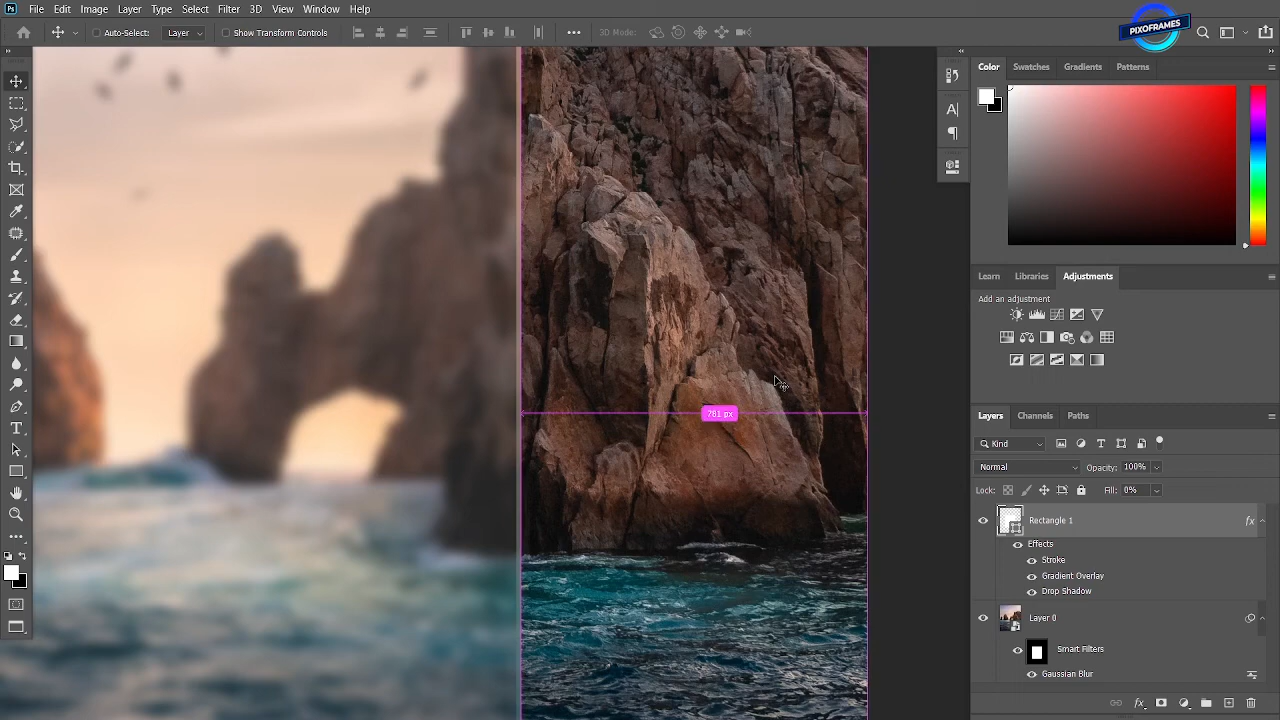 Ps File Edit Image Layer Type Select Filter 3D View Window Help
PIXOFRAMES
Auto-Select: Layer Show Transform Controls 3D Mode:
Color Swatches Gradients Patterns
Learn Libraries Adjustments
Add an adjustment
Layers Channels Paths
Kind
Normal Opacity: 100%
Lock: Fill: 0%
Rectangle 1 fx
Effects
Stroke
Gradient Overlay
Drop Shadow
Layer 0
Smart Filters
Gaussian Blur
781 px